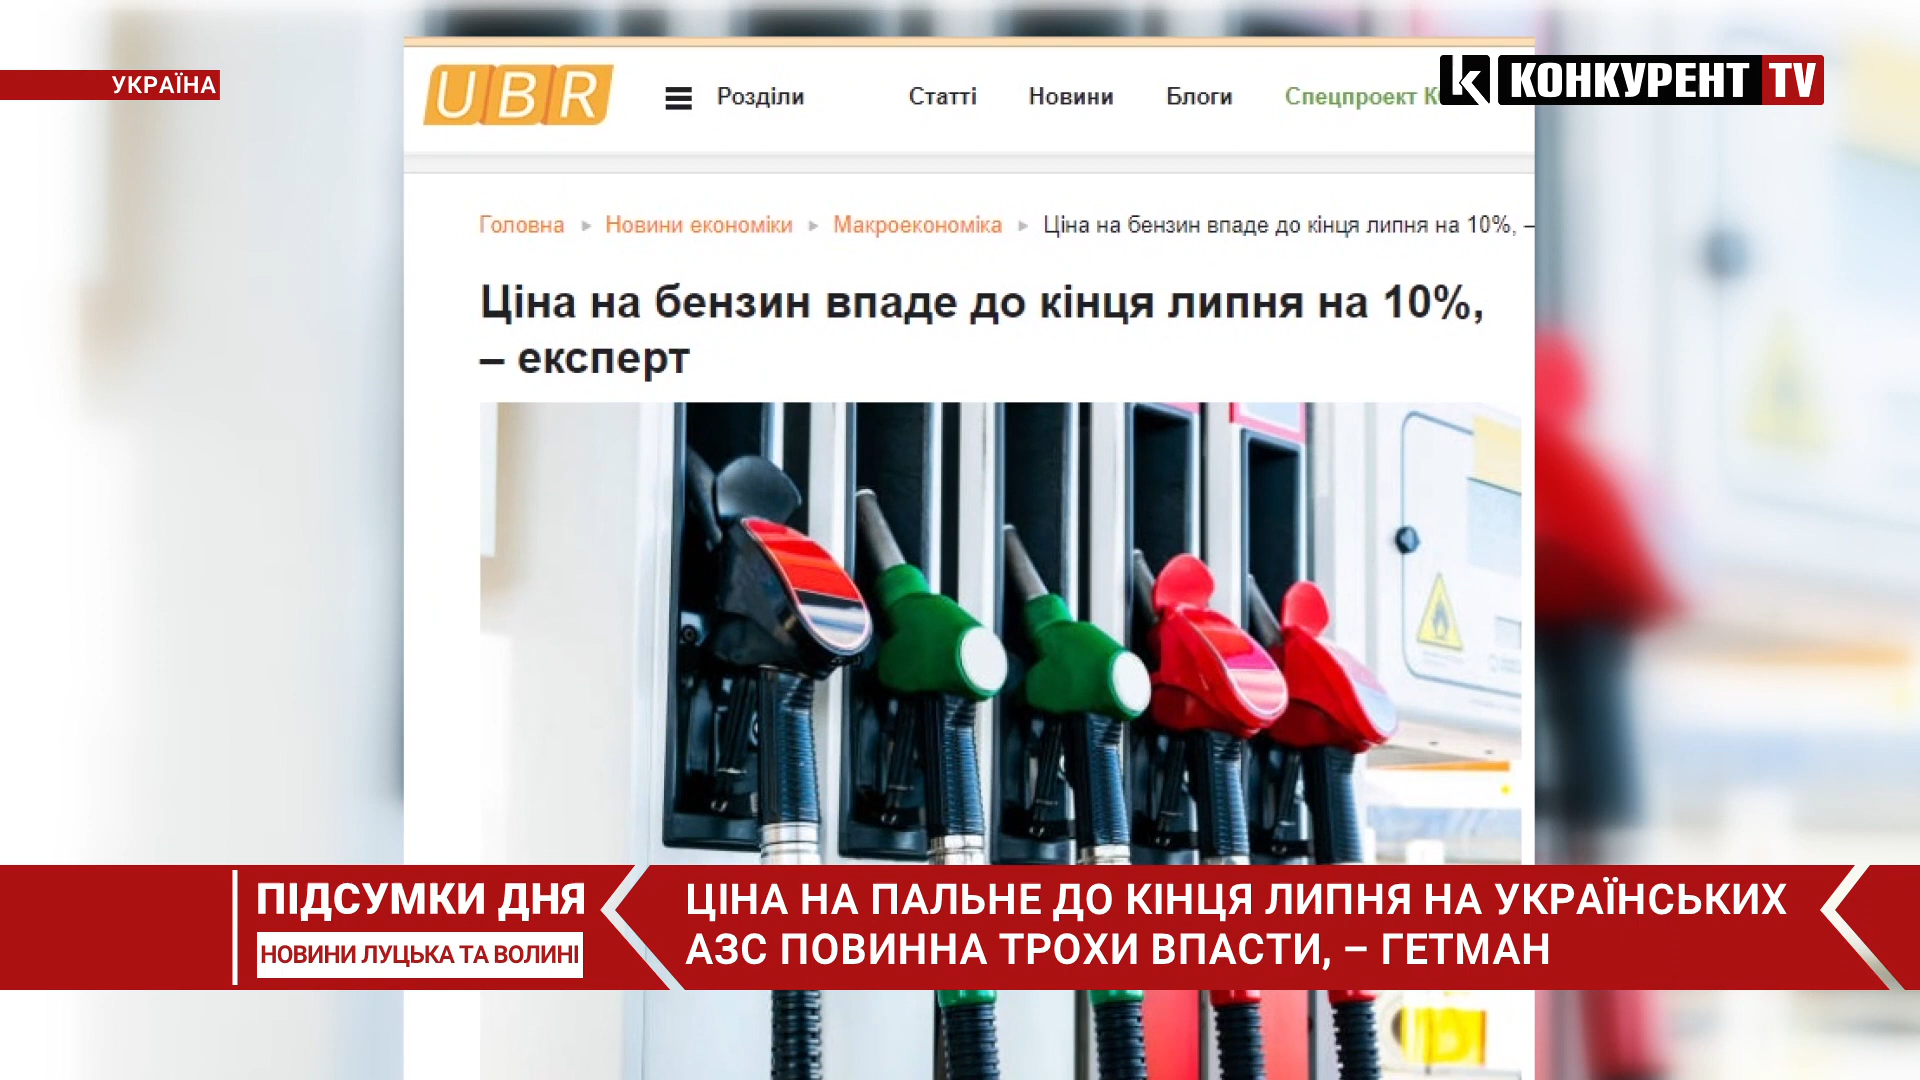 УКРАЇНА
UBR
Розділи
Статті
Новини
Блоги
Спецпроект
k КОНКУРЕНТ TV
Головна ▸ Новини економіки ▸ Макроекономіка ▸ Ціна на бензин впаде до кінця липня на 10%, –
Ціна на бензин впаде до кінця липня на 10%,
– експерт
ПІДСУМКИ ДНЯ
НОВИНИ ЛУЦЬКА ТА ВОЛИНІ
ЦІНА НА ПАЛЬНЕ ДО КІНЦЯ ЛИПНЯ НА УКРАЇНСЬКИХ
АЗС ПОВИННА ТРОХИ ВПАСТИ, – ГЕТМАН